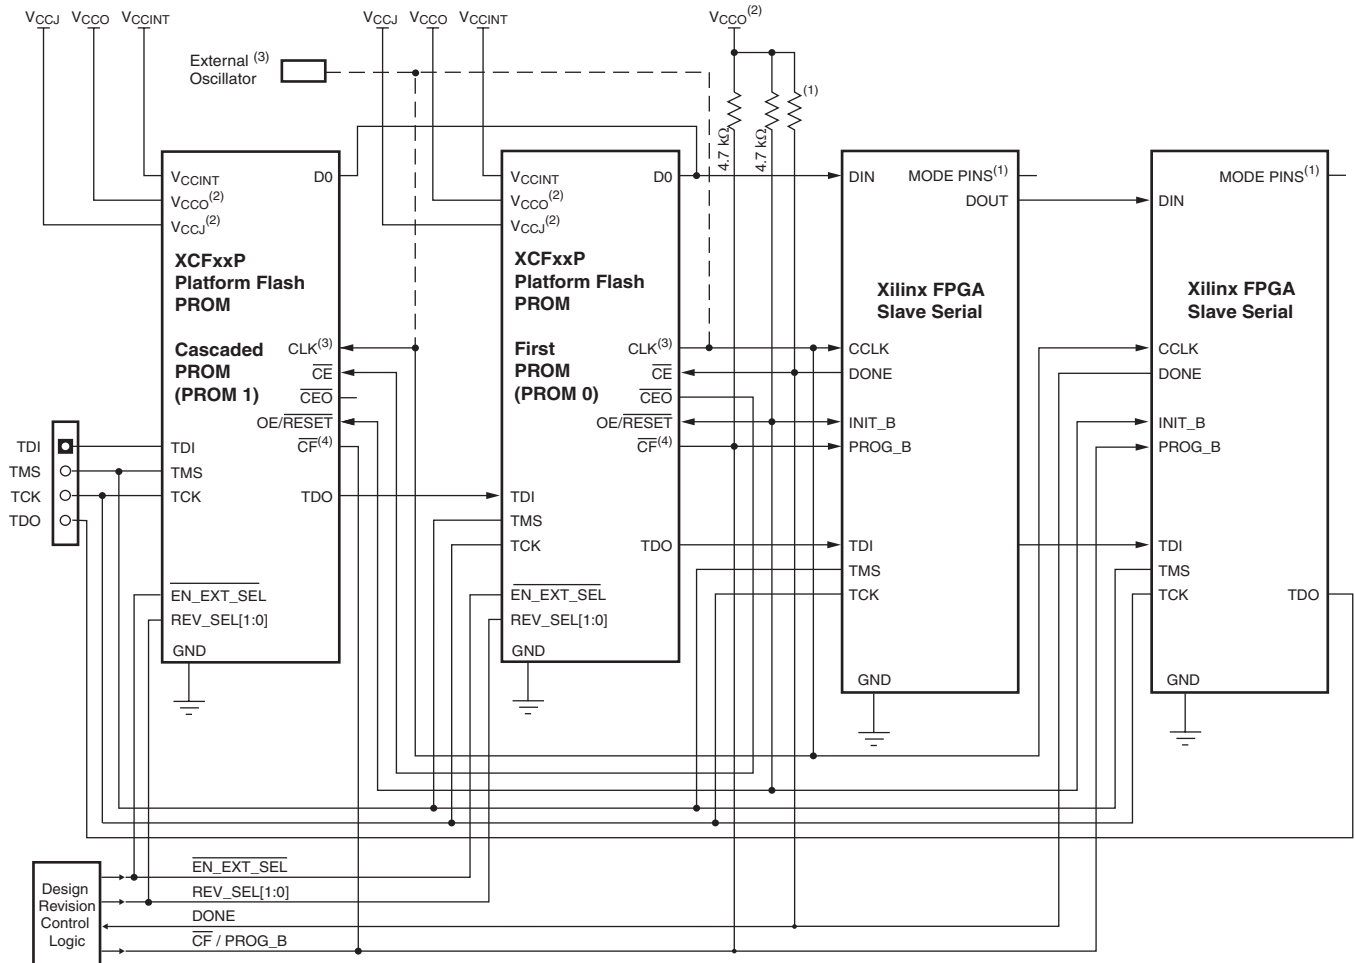 VCCJ VCCO VCCINT
VCCJ VCCO VCCINT
VCCO(2)
External (3)
Oscillator
(1)
4.7 kΩ
4.7 kΩ
VCCINT
VCCO(2)
VCCJ(2)
D0
XCFxxP
Platform Flash
PROM
Cascaded
PROM
(PROM 1)
CLK(3)
CE
CEO
OE/RESET
CF(4)
TDI
TMS
TCK
TDO
EN_EXT_SEL
REV_SEL[1:0]
GND
TDI
TMS
TCK
TDO
VCCINT
VCCO(2)
VCCJ(2)
D0
XCFxxP
Platform Flash
PROM
First
PROM
(PROM 0)
CLK(3)
CE
CEO
OE/RESET
CF(4)
TDI
TMS
TCK
TDO
EN_EXT_SEL
REV_SEL[1:0]
GND
DIN
MODE PINS(1)
DOUT
Xilinx FPGA
Slave Serial
CCLK
DONE
INIT_B
PROG_B
TDI
TMS
TCK
GND
MODE PINS(1)
DIN
Xilinx FPGA
Slave Serial
CCLK
DONE
INIT_B
PROG_B
TDI
TMS
TCK
TDO
GND
Design
Revision
Control
Logic
EN_EXT_SEL
REV_SEL[1:0]
DONE
CF / PROG_B